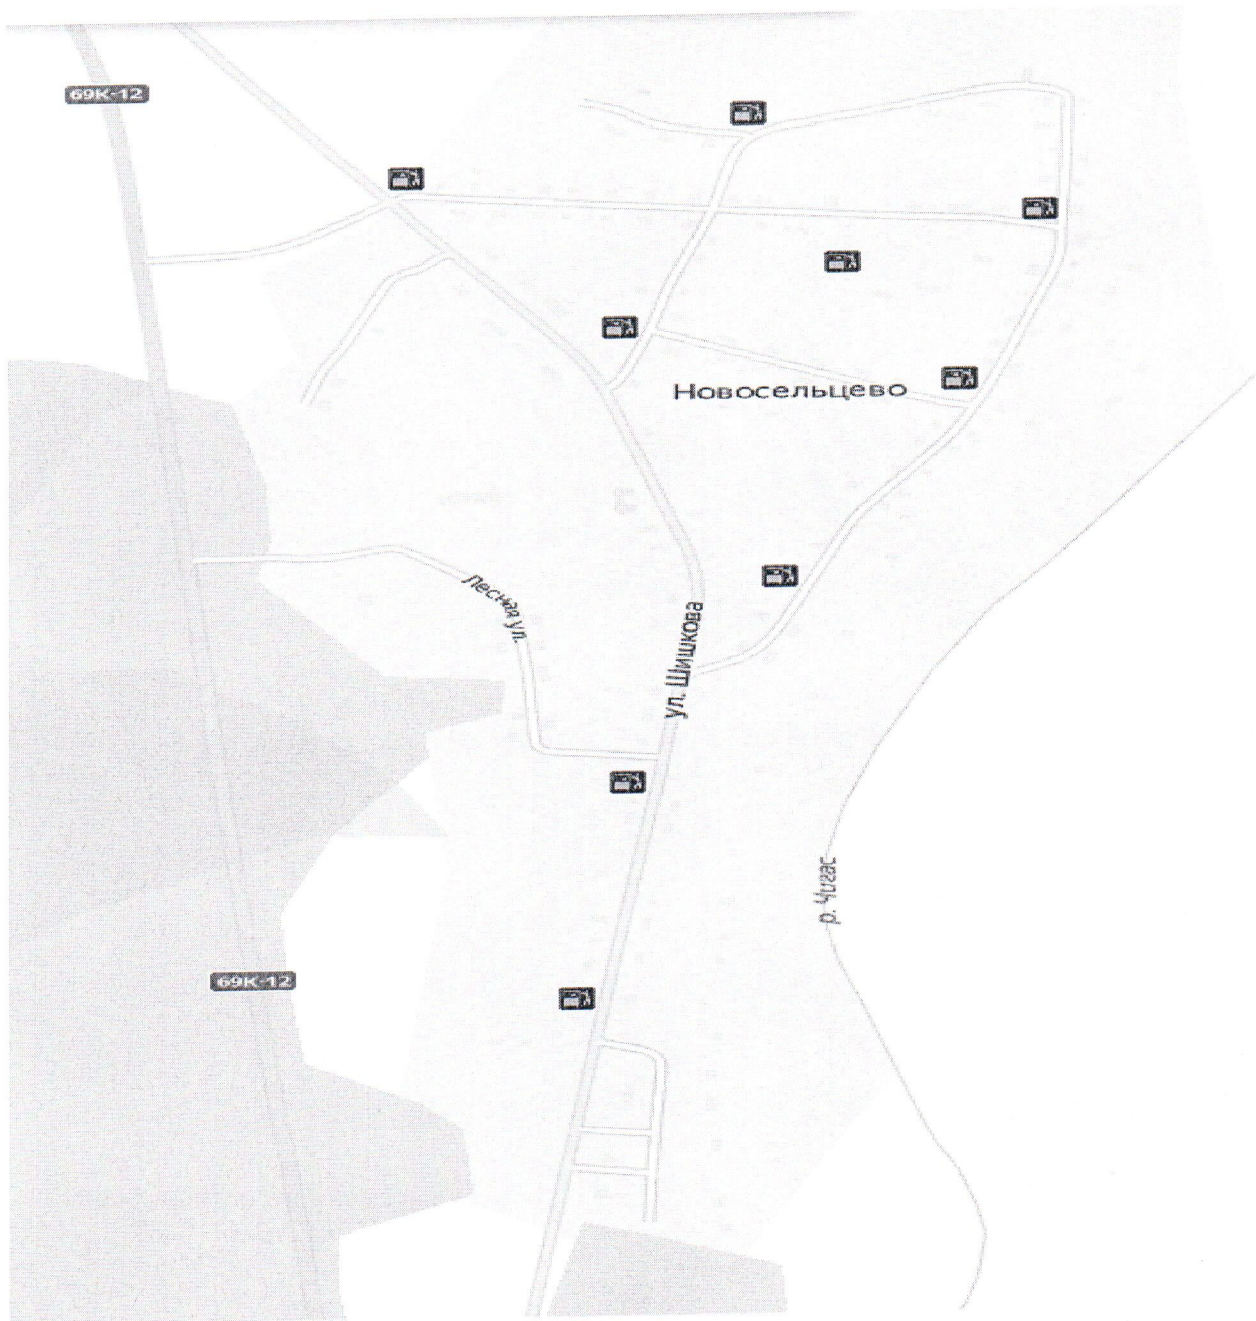 69К-12
Новосельцево
Лесная ул.
ул. Шишкова
р. Чигас
69К-12